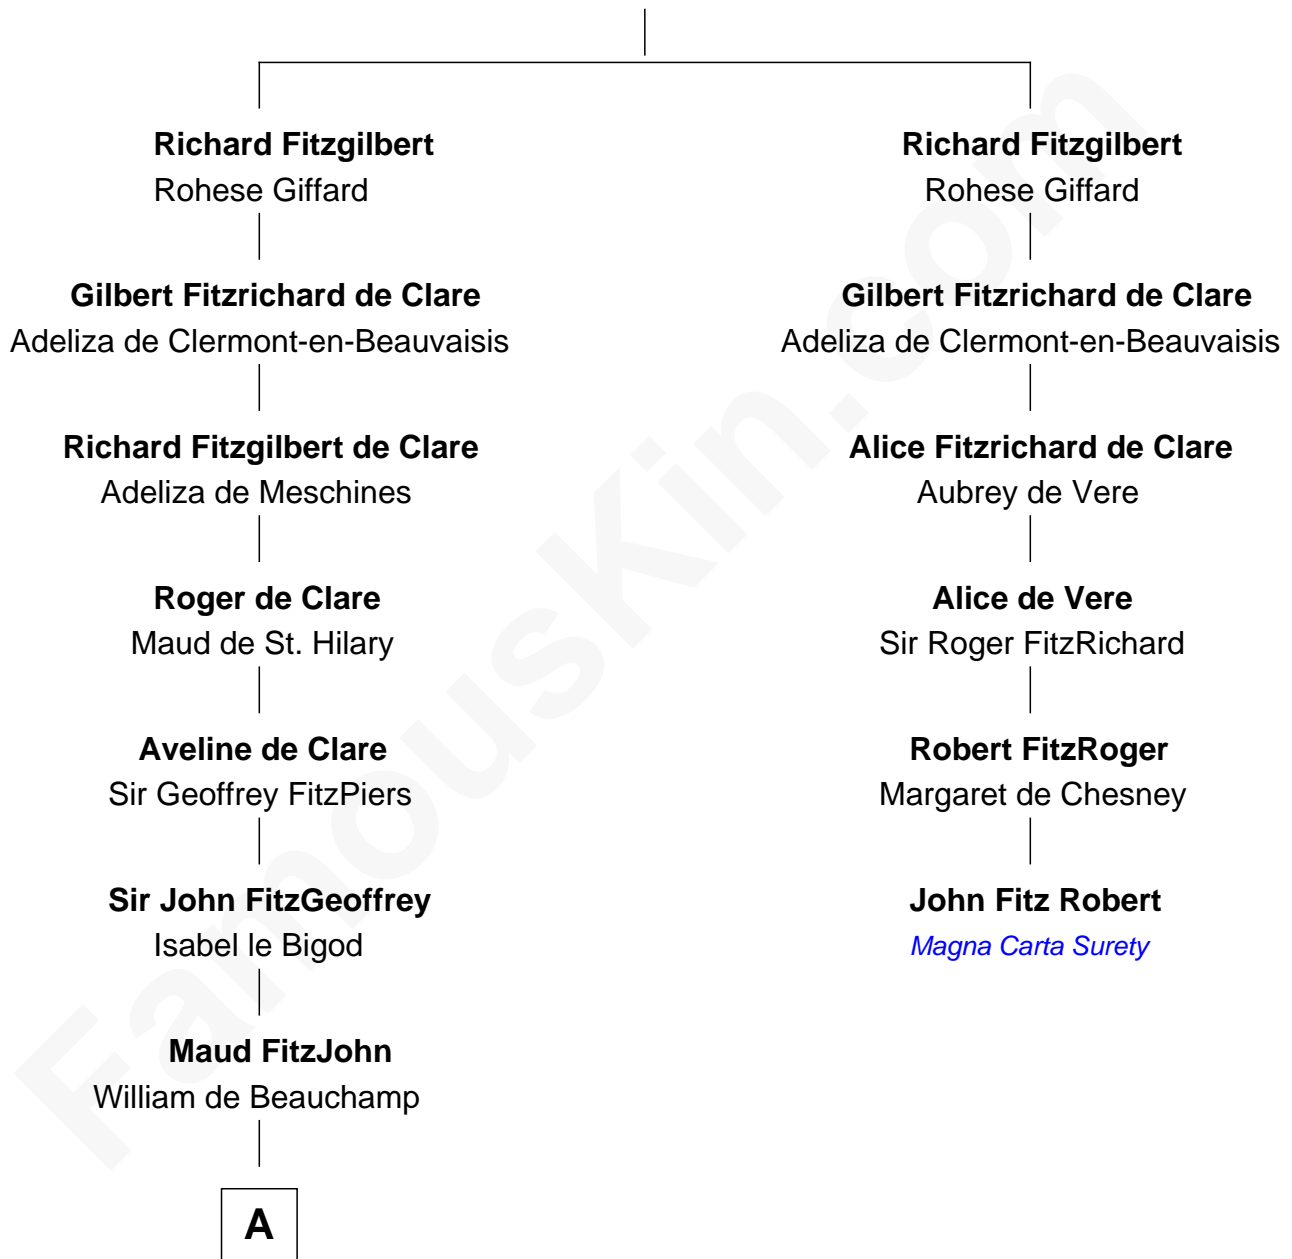 Richard Fitzgilbert
Rohese Giffard
Gilbert Fitzrichard de Clare
Adeliza de Clermont-en-Beauvaisis
Richard Fitzgilbert de Clare
Adeliza de Meschines
Roger de Clare
Maud de St. Hilary
Aveline de Clare
Sir Geoffrey FitzPiers
Sir John FitzGeoffrey
Isabel le Bigod
Maud FitzJohn
William de Beauchamp
A
Richard Fitzgilbert
Rohese Giffard
Gilbert Fitzrichard de Clare
Adeliza de Clermont-en-Beauvaisis
Alice Fitzrichard de Clare
Aubrey de Vere
Alice de Vere
Sir Roger FitzRichard
Robert FitzRoger
Margaret de Chesney
John Fitz Robert
Magna Carta Surety
FamousKin.com